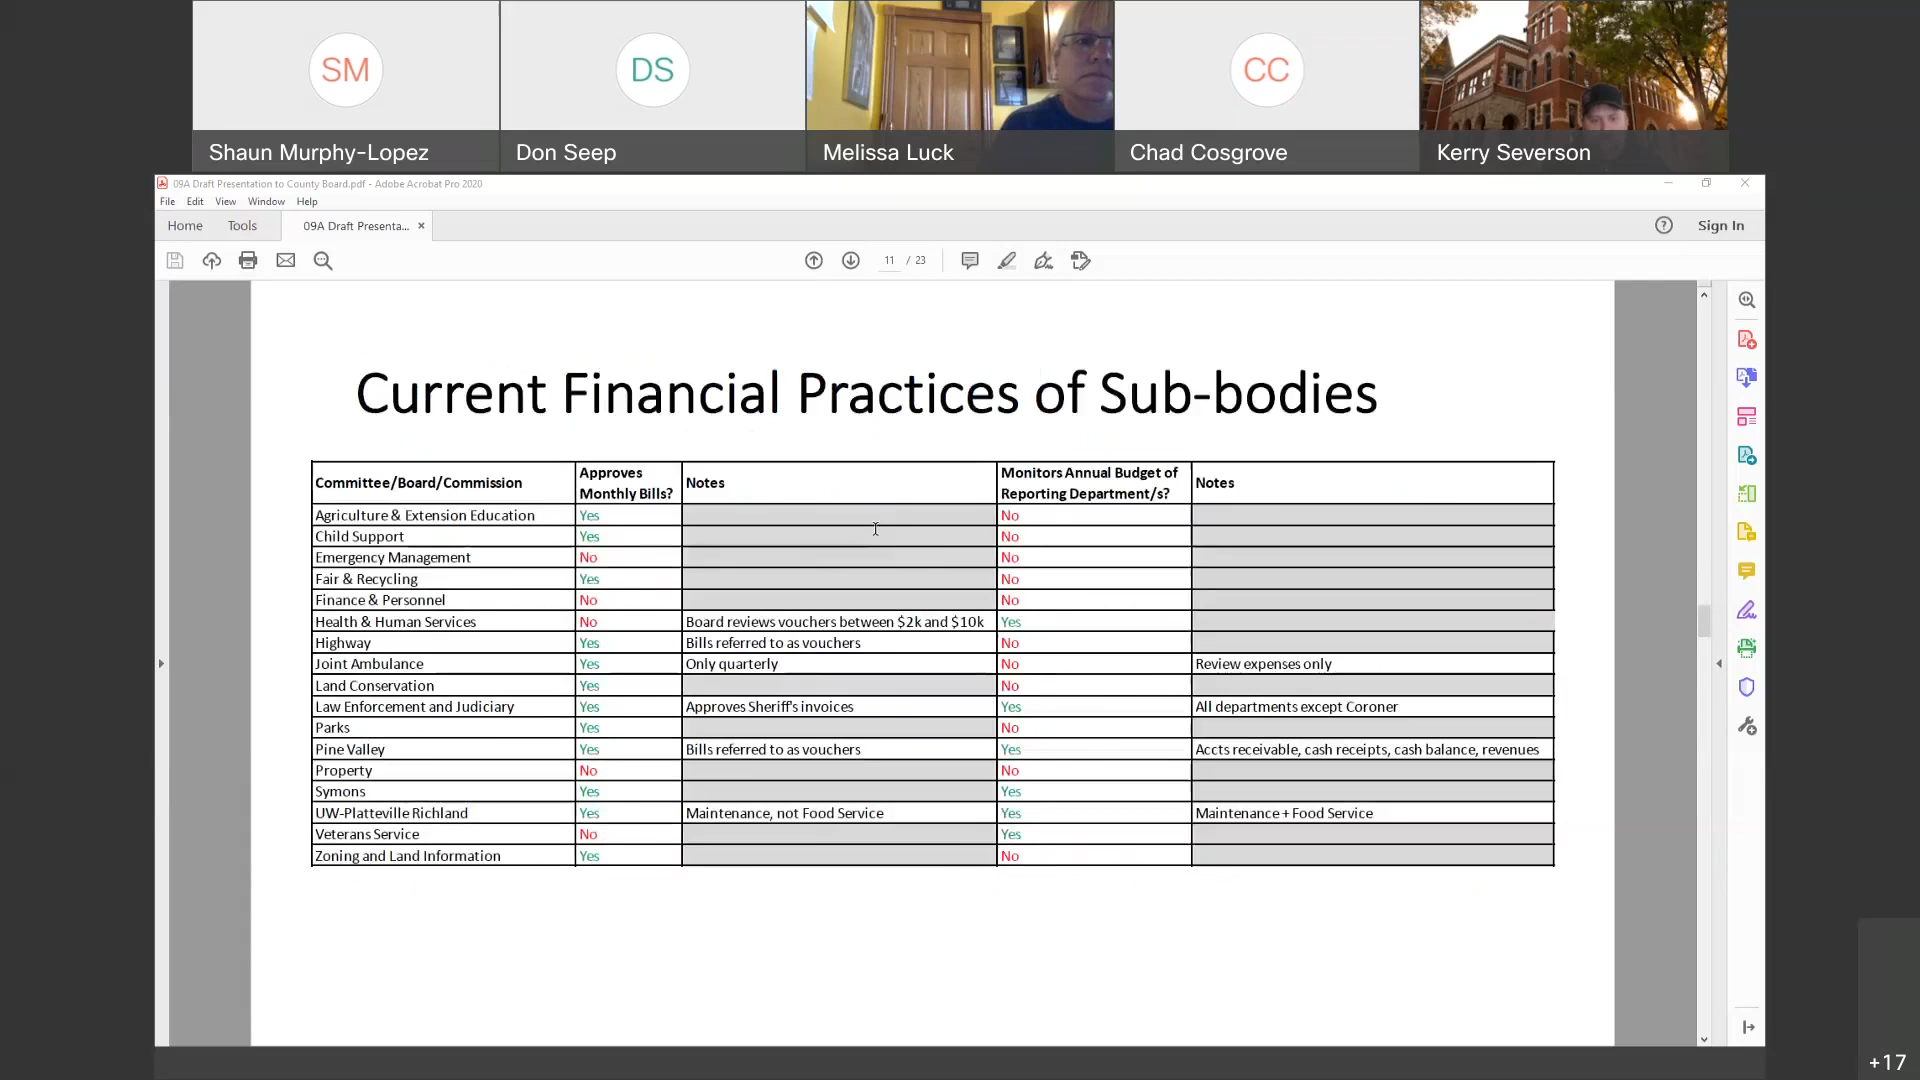 SM
DS
CC
Shaun Murphy-Lopez
Don Seep
Melissa Luck
Chad Cosgrove
Kerry Severson
09A Draft Presentation to County Board.pdf - Adobe Acrobat Pro 2020
File Edit View Window Help
Home Tools 09A Draft Presenta... × Sign In
11 / 23
Current Financial Practices of Sub-bodies
Committee/Board/Commission Approves Monthly Bills? Notes Monitors Annual Budget of Reporting Department/s? Notes
Agriculture & Extension Education Yes No
Child Support Yes No
Emergency Management No No
Fair & Recycling Yes No
Finance & Personnel No No
Health & Human Services No Board reviews vouchers between $2k and $10k Yes
Highway Yes Bills referred to as vouchers No
Joint Ambulance Yes Only quarterly No Review expenses only
Land Conservation Yes No
Law Enforcement and Judiciary Yes Approves Sheriff's invoices Yes All departments except Coroner
Parks Yes No
Pine Valley Yes Bills referred to as vouchers Yes Accts receivable, cash receipts, cash balance, revenues
Property No No
Symons Yes Yes
UW-Platteville Richland Yes Maintenance, not Food Service Yes Maintenance + Food Service
Veterans Service No Yes
Zoning and Land Information Yes No
+17